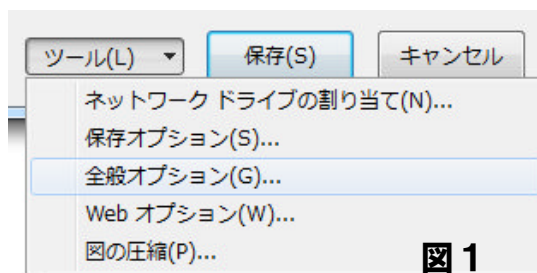 ツール(L) 保存(S) キャンセル
ネットワーク ドライブの割り当て(N)...
保存オプション(S)...
全般オプション(G)...
Web オプション(W)...
図の圧縮(P)...
図1